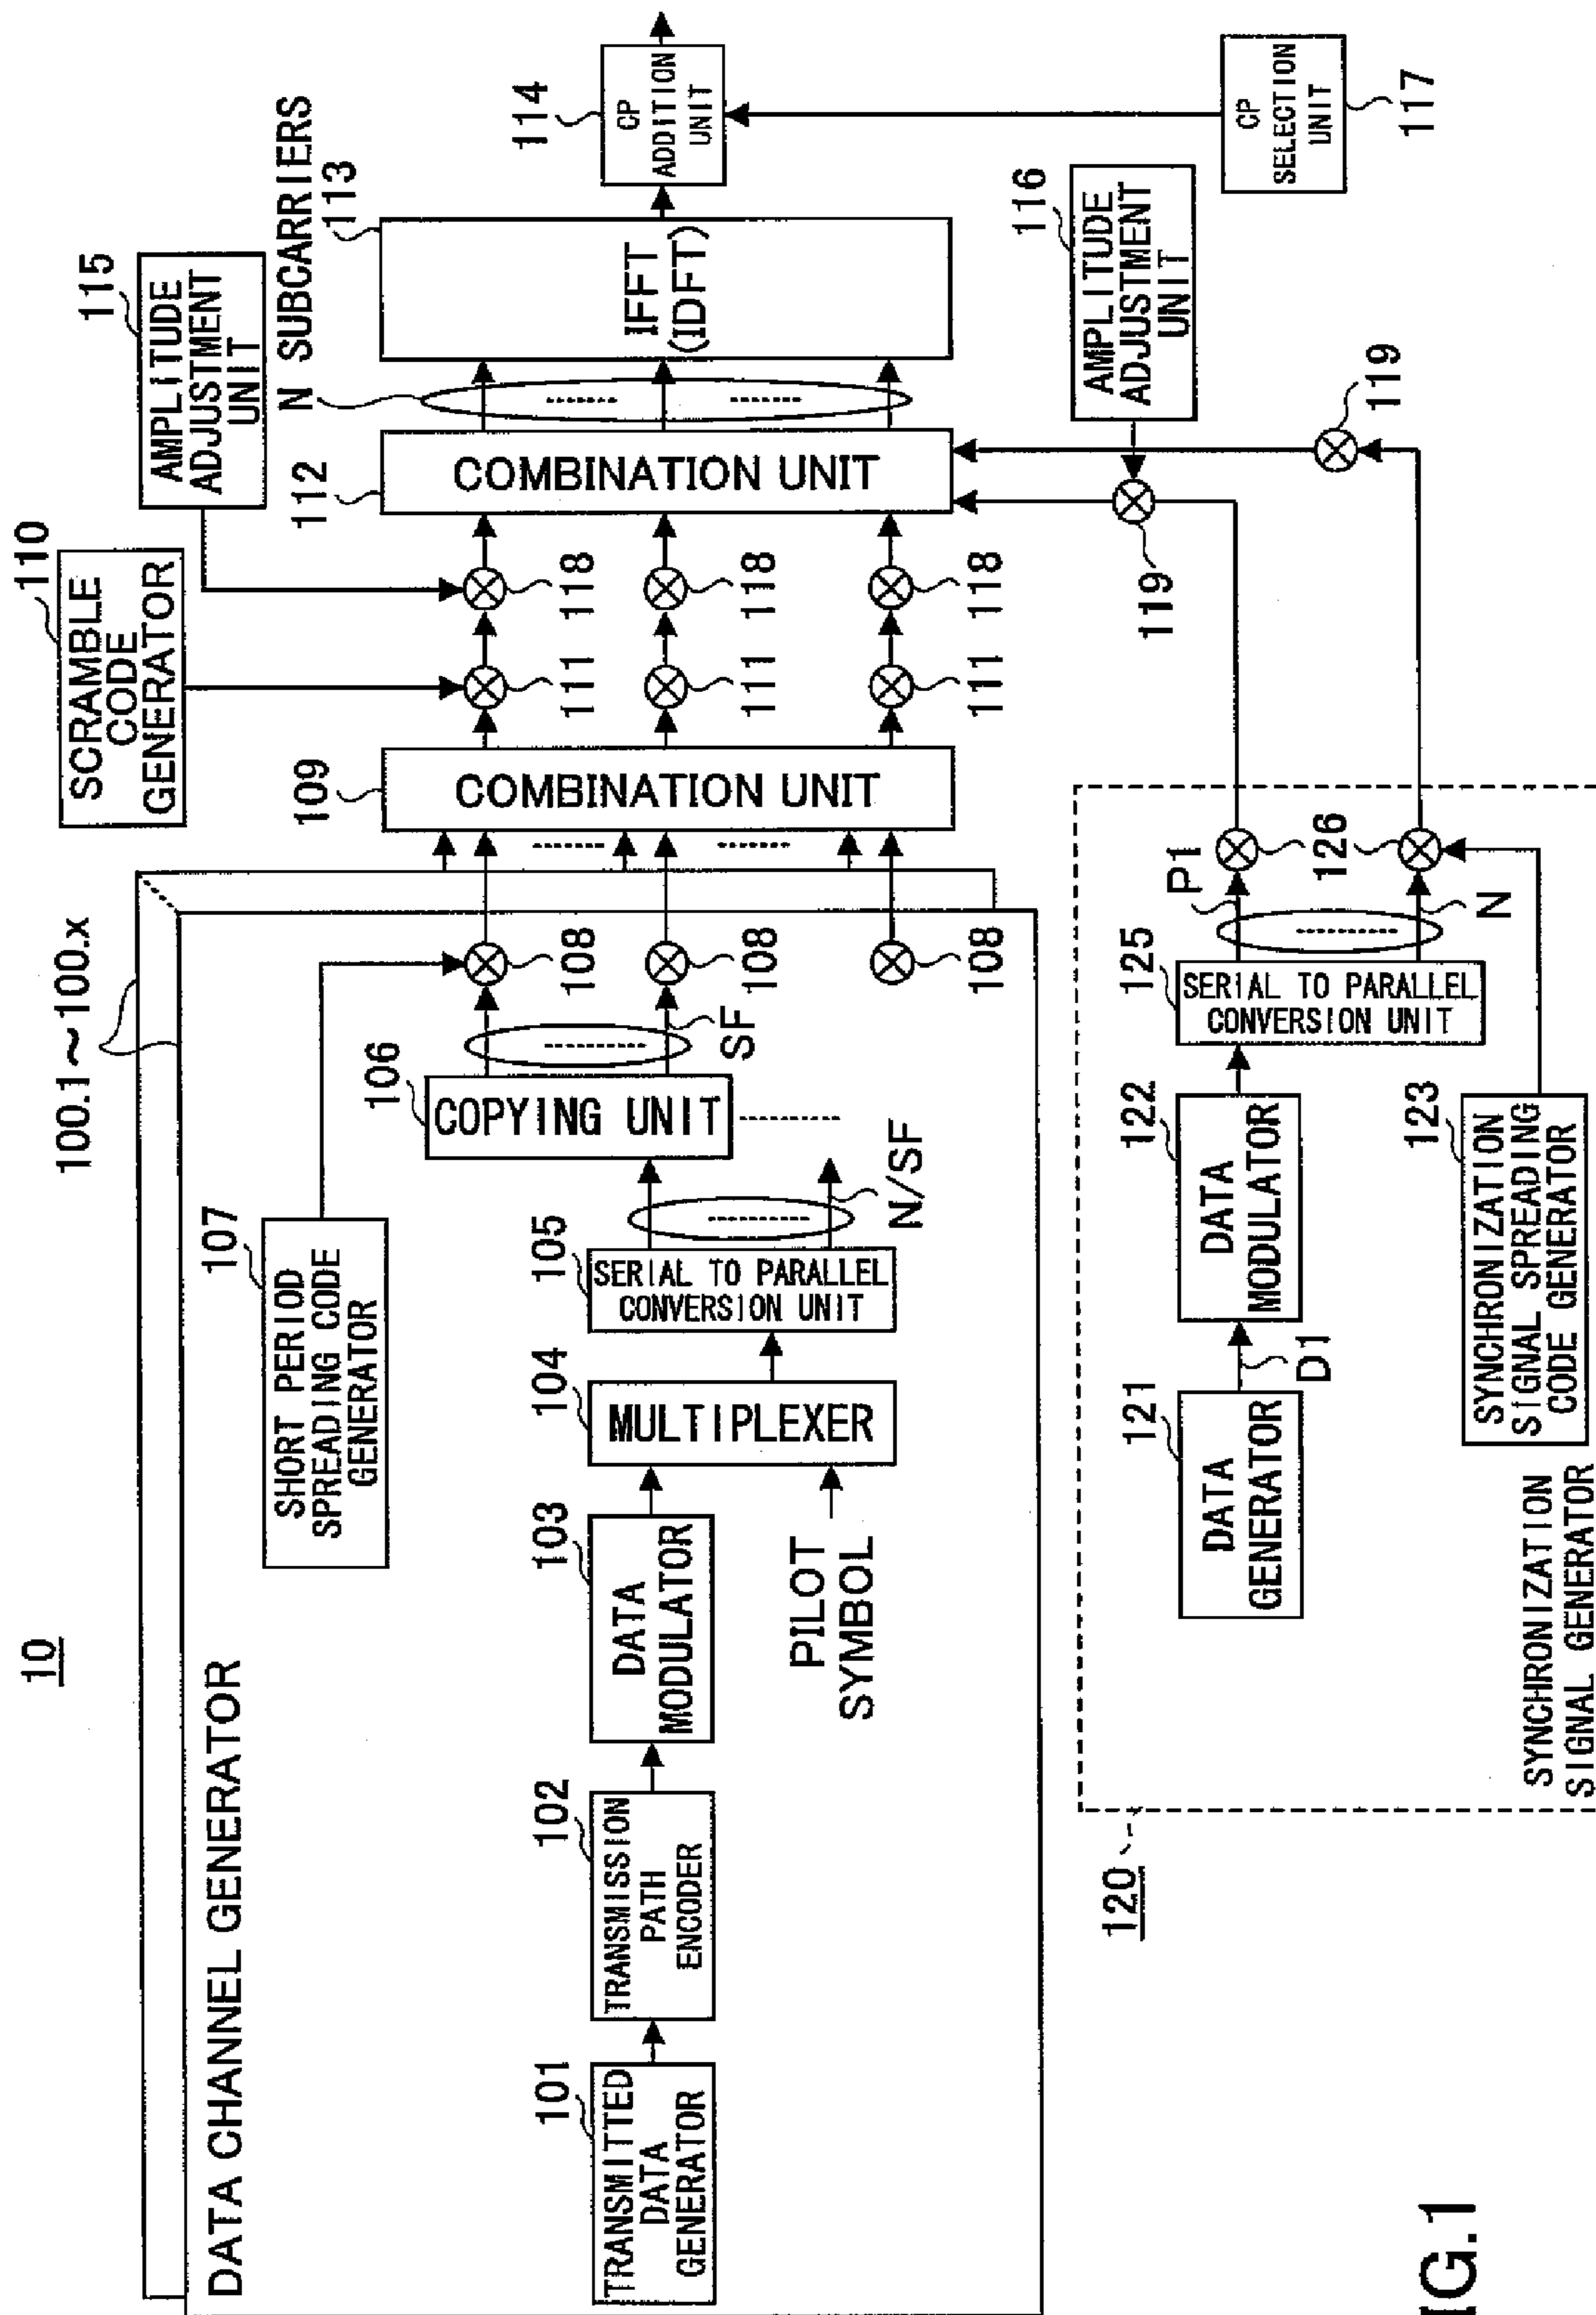 10
100.1~100.x
DATA CHANNEL GENERATOR
107
SHORT PERIOD
SPREADING CODE
GENERATOR
101
TRANSMITTED
DATA
GENERATOR
102
TRANSMISSION
PATH
ENCODER
103
DATA
MODULATOR
PILOT
SYMBOL
104
MULTIPLEXER
105
SERIAL TO PARALLEL
CONVERSION UNIT
N/SF
106
COPYING UNIT
SF
108
108
108
109
COMBINATION UNIT
110
SCRAMBLE
CODE
GENERATOR
111
111
111
115
AMPLITUDE
ADJUSTMENT
UNIT
118
118
118
112
COMBINATION UNIT
N SUBCARRIERS
113
IFFT
(IDFT)
114
CP
ADDITION
UNIT
116
AMPLITUDE
ADJUSTMENT
UNIT
CP
SELECTION
UNIT
117
119
119
120
121
DATA
GENERATOR
D1
122
DATA
MODULATOR
125
SERIAL TO PARALLEL
CONVERSION UNIT
P1
N
126
123
SYNCHRONIZATION
SIGNAL SPREADING
CODE GENERATOR
SYNCHRONIZATION
SIGNAL GENERATOR
IG.1